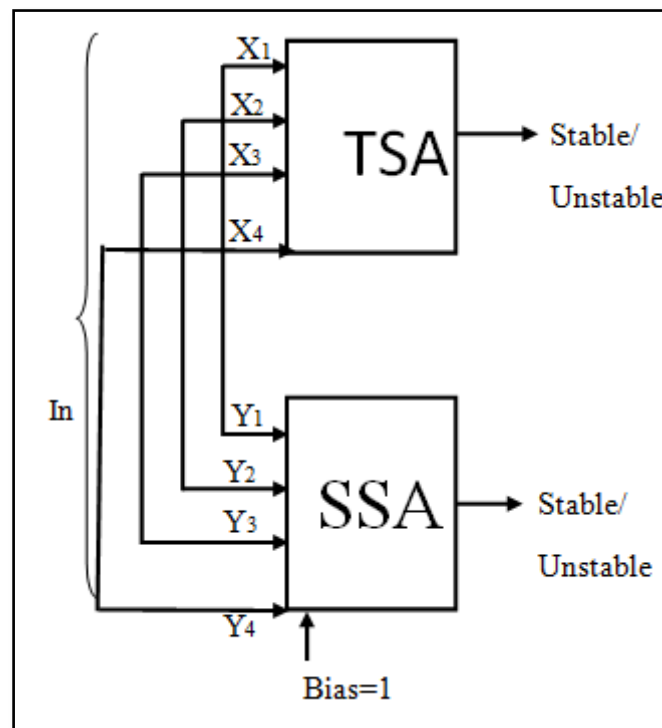 X1
X2
X3
X4
TSA
Stable/
Unstable
In
Y1
Y2
Y3
Y4
SSA
Stable/
Unstable
Bias=1